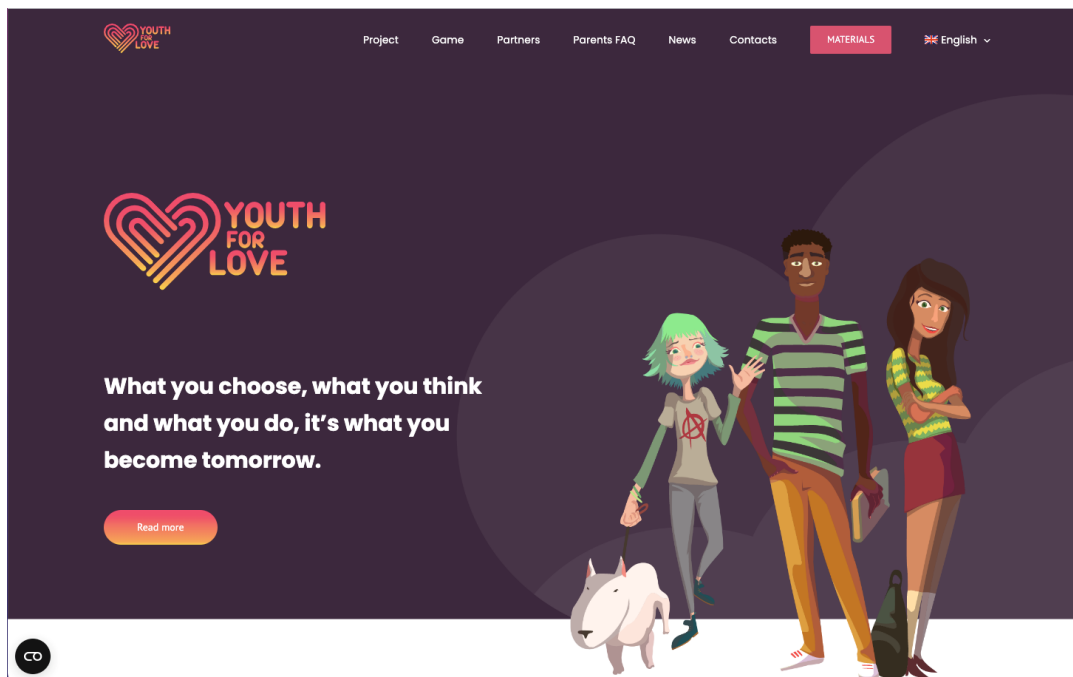 YOUTH
FOR
LOVE
Project Game Partners Parents FAQ News Contacts MATERIALS English
YOUTH
FOR
LOVE
What you choose, what you think
and what you do, it’s what you
become tomorrow.
Read more